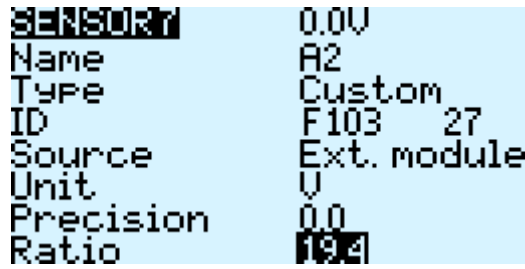 SENSOR7 0.0V
Name A2
Type Custom
ID F103 27
Source Ext. module
Unit V
Precision 0.0
Ratio 19.4